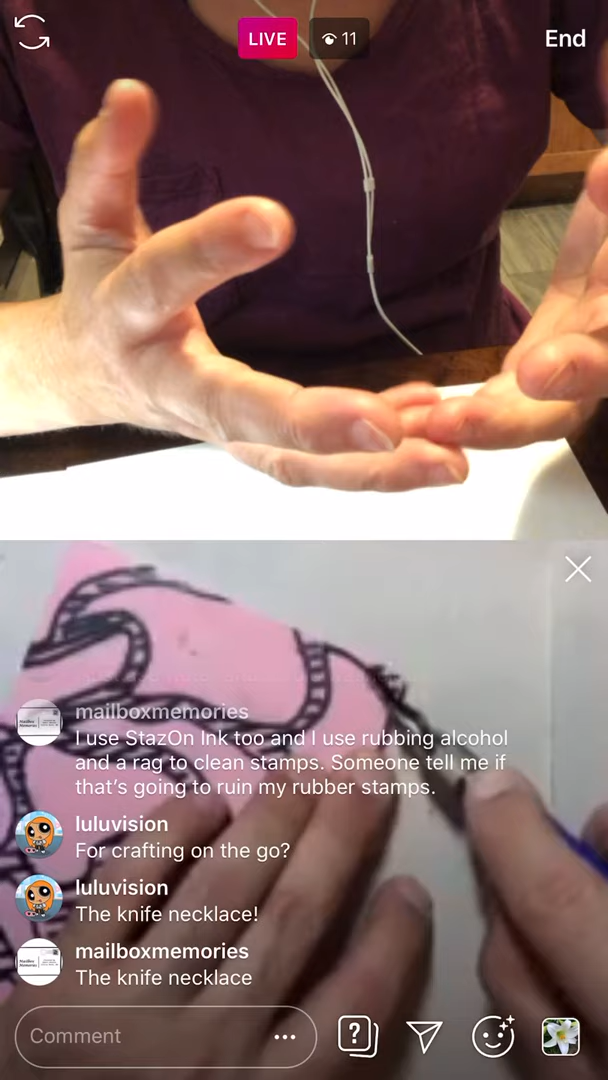 LIVE
11
End
mailboxmemories
I use StazOn Ink too and I use rubbing alcohol
and a rag to clean stamps. Someone tell me if
that's going to ruin my rubber stamps.
luluvision
For crafting on the go?
luluvision
The knife necklace!
mailboxmemories
The knife necklace
Comment
?